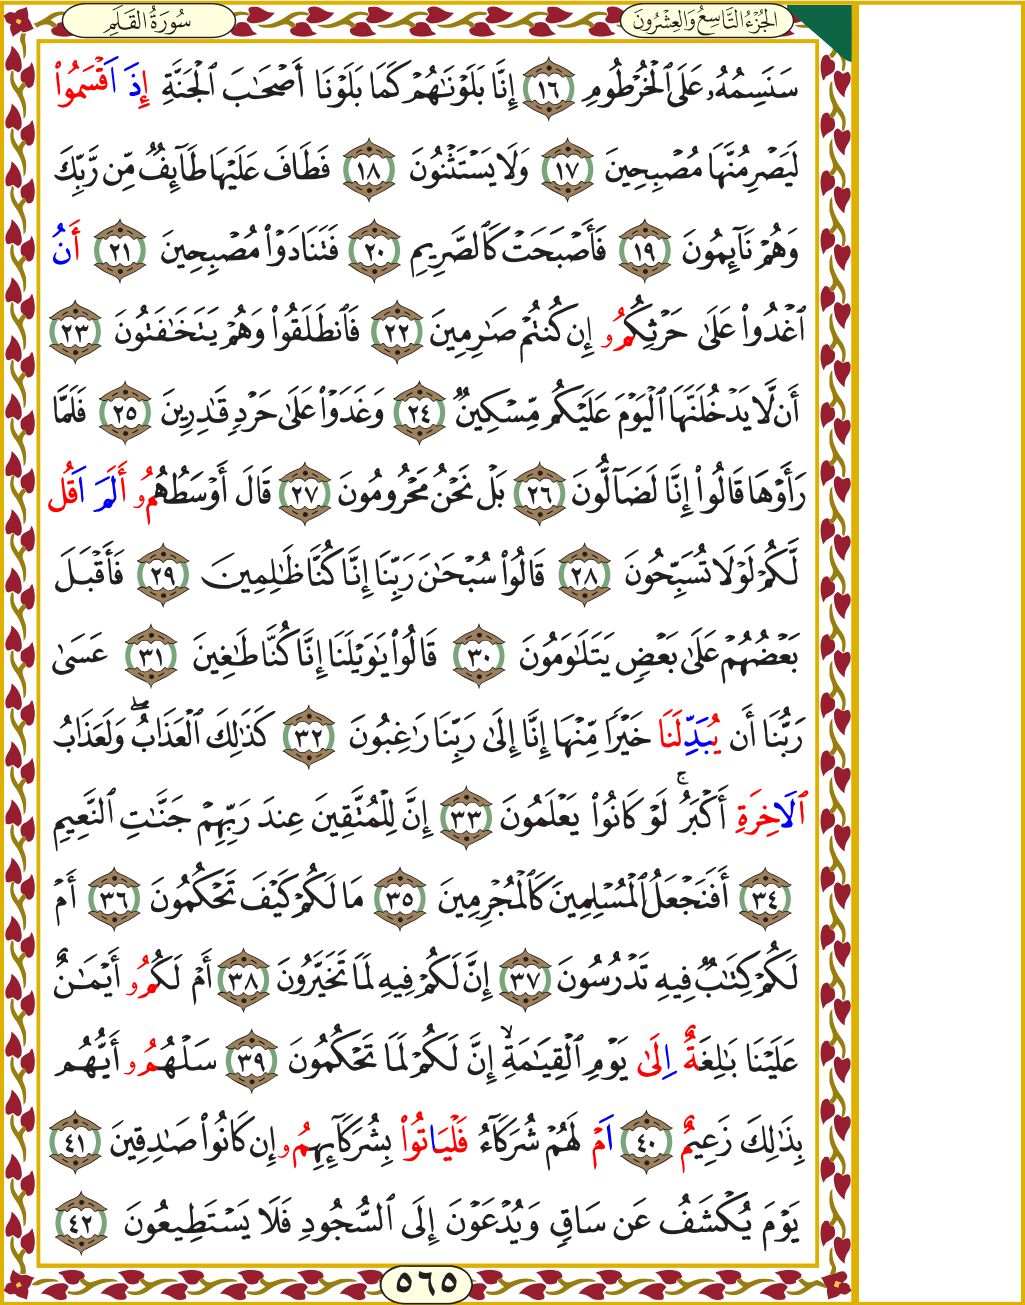 الجُزْءُ التَّاسِعُ وَالعِشْرُونَ
سُورَةُ القَلَمِ
سَنَسِمُهُۥ عَلَى ٱلْخُرْطُومِ ١٦ إِنَّا بَلَوْنَٰهُمْ كَمَا بَلَوْنَا أَصْحَٰبَ ٱلْجَنَّةِ إِذَ اَقْسَمُوا۟
لَيَصْرِمُنَّهَا مُصْبِحِينَ ١٧ وَلَا يَسْتَثْنُونَ ١٨ فَطَافَ عَلَيْهَا طَآئِفٌ مِّن رَّبِّكَ
وَهُمْ نَآئِمُونَ ١٩ فَأَصْبَحَتْ كَٱلصَّرِيمِ ٢٠ فَتَنَادَوْا۟ مُصْبِحِينَ ٢١ أَنُ
ٱغْدُوا۟ عَلَىٰ حَرْثِكُمُۥ إِن كُنتُمْ صَٰرِمِينَ ٢٢ فَٱنطَلَقُوا۟ وَهُمْ يَتَخَٰفَتُونَ ٢٣
أَن لَّا يَدْخُلَنَّهَا ٱلْيَوْمَ عَلَيْكُم مِّسْكِينٌ ٢٤ وَغَدَوْا۟ عَلَىٰ حَرْدٍ قَٰدِرِينَ ٢٥ فَلَمَّا
رَأَوْهَا قَالُوٓا۟ إِنَّا لَضَآلُّونَ ٢٦ بَلْ نَحْنُ مَحْرُومُونَ ٢٧ قَالَ أَوْسَطُهُمُۥ أَلَمَ اَقُل
لَّكُمْ لَوْلَا تُسَبِّحُونَ ٢٨ قَالُوا۟ سُبْحَٰنَ رَبِّنَا إِنَّا كُنَّا ظَٰلِمِينَ ٢٩ فَأَقْبَلَ
بَعْضُهُمْ عَلَىٰ بَعْضٍ يَتَلَٰوَمُونَ ٣٠ قَالُوا۟ يَٰوَيْلَنَا إِنَّا كُنَّا طَٰغِينَ ٣١ عَسَىٰ
رَبُّنَا أَن يُبَدِّلَنَا خَيْرًا مِّنْهَا إِنَّا إِلَىٰ رَبِّنَا رَٰغِبُونَ ٣٢ كَذَٰلِكَ ٱلْعَذَابُ ۖ وَلَعَذَابُ
ٱلَاخِرَةِ أَكْبَرُ ۚ لَوْ كَانُوا۟ يَعْلَمُونَ ٣٣ إِنَّ لِلْمُتَّقِينَ عِندَ رَبِّهِمْ جَنَّٰتِ ٱلنَّعِيمِ
٣٤ أَفَنَجْعَلُ ٱلْمُسْلِمِينَ كَٱلْمُجْرِمِينَ ٣٥ مَا لَكُمْ كَيْفَ تَحْكُمُونَ ٣٦ أَمْ
لَكُمْ كِتَٰبٌ فِيهِ تَدْرُسُونَ ٣٧ إِنَّ لَكُمْ فِيهِ لَمَا تَخَيَّرُونَ ٣٨ أَمْ لَكُمُۥ أَيْمَٰنٌ
عَلَيْنَا بَٰلِغَةٌ اِلَىٰ يَوْمِ ٱلْقِيَٰمَةِ ۙ إِنَّ لَكُمْ لَمَا تَحْكُمُونَ ٣٩ سَلْهُمُۥ أَيُّهُم
بِذَٰلِكَ زَعِيمٌ ٤٠ اَمْ لَهُمْ شُرَكَآءُ فَلْيَاتُوا۟ بِشُرَكَآئِهِمُۥ إِن كَانُوا۟ صَٰدِقِينَ ٤١
يَوْمَ يُكْشَفُ عَن سَاقٍ وَيُدْعَوْنَ إِلَى ٱلسُّجُودِ فَلَا يَسْتَطِيعُونَ ٤٢
٥٦٥